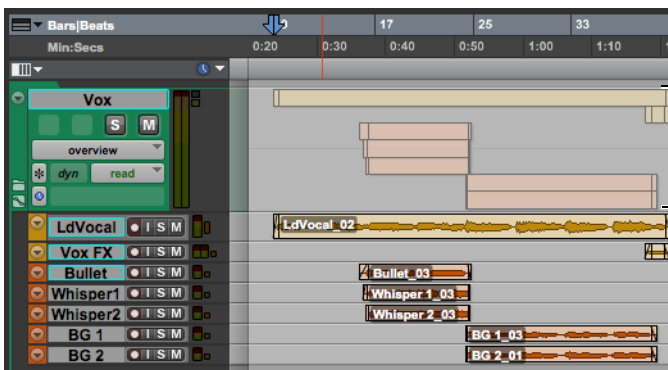 Bars|Beats 17 25 33
Min:Secs 0:20 0:30 0:40 0:50 1:00 1:10
Vox
S M
overview
dyn read
LdVocal I S M LdVocal_02
Vox FX I S M
Bullet I S M Bullet_03
Whisper1 I S M Whisper 1_03
Whisper2 I S M Whisper 2_03
BG 1 I S M BG 1_03
BG 2 I S M BG 2_01